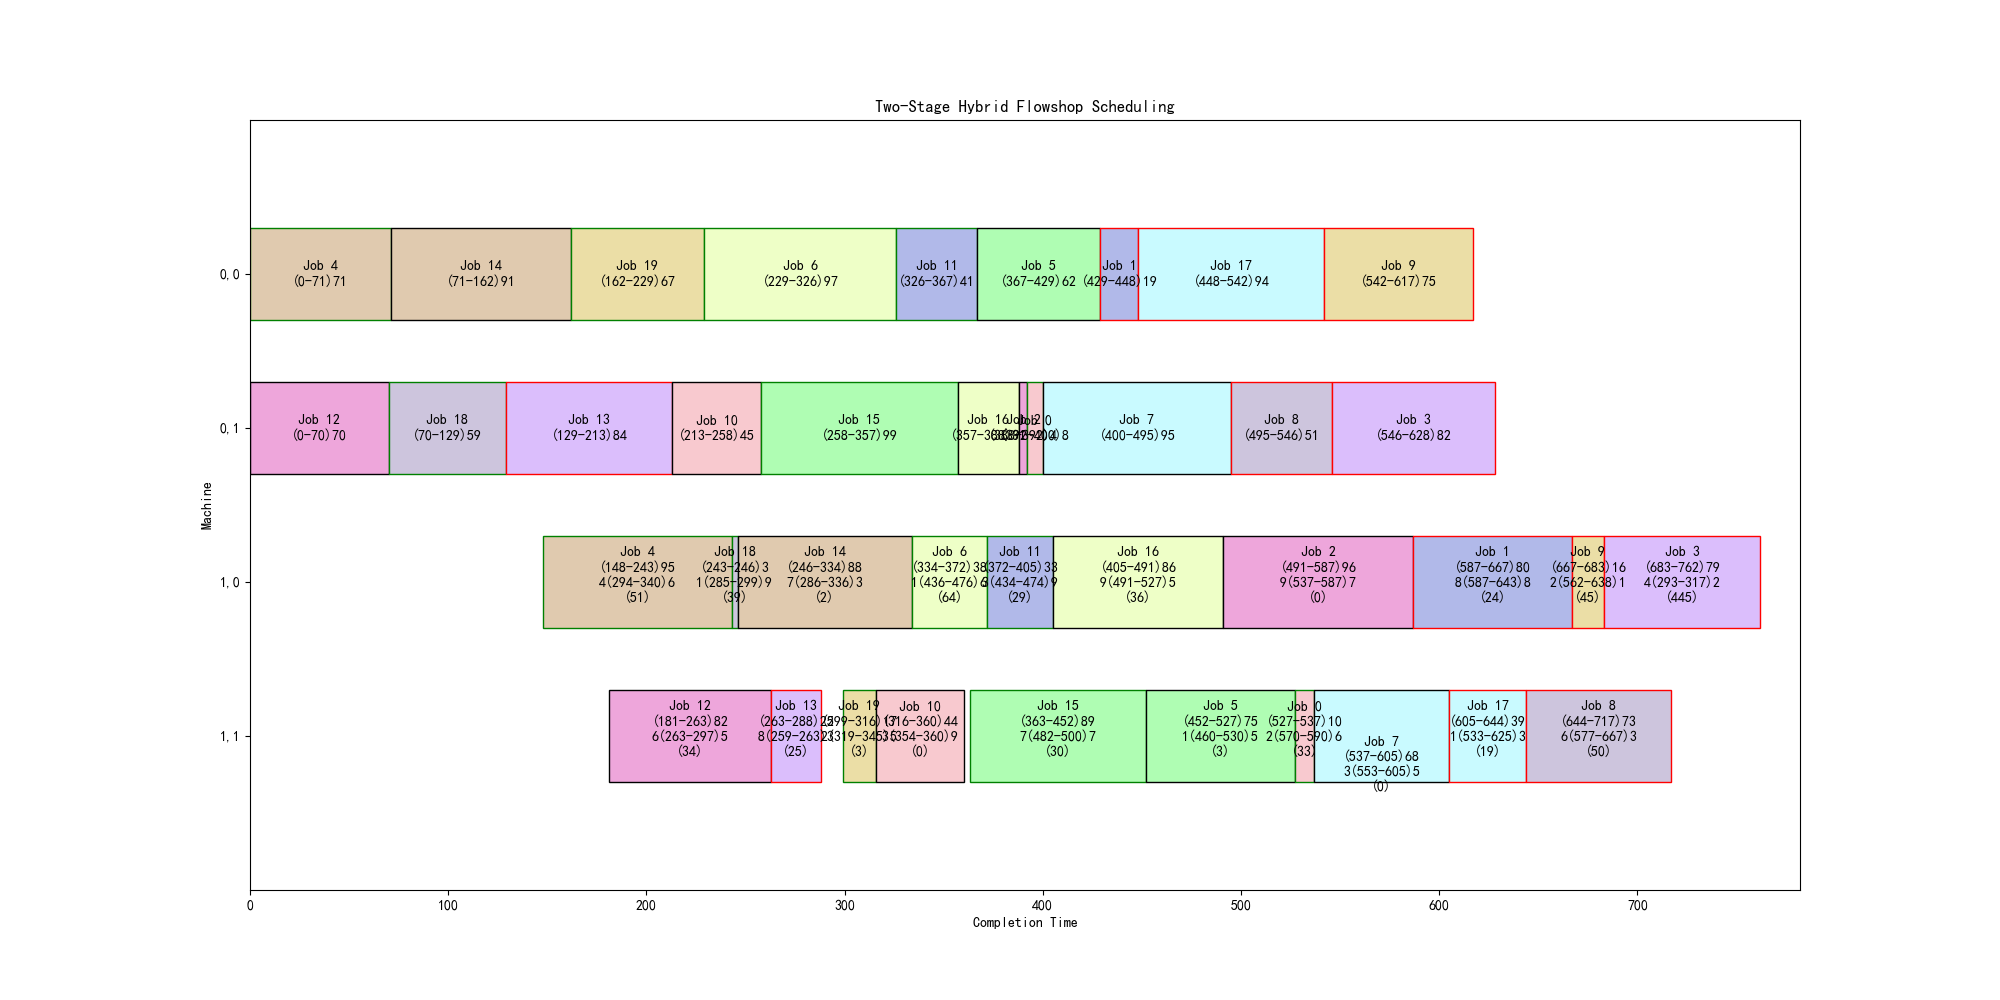 Two-Stage Hybrid Flowshop Scheduling
Machine
0,0
Job 4
(0-71)71
Job 14
(71-162)91
Job 19
(162-229)67
Job 6
(229-326)97
Job 11
(326-367)41
Job 5
(367-429)62
Job 1
(429-448)19
Job 17
(448-542)94
Job 9
(542-617)75
0,1
Job 12
(0-70)70
Job 18
(70-129)59
Job 13
(129-213)84
Job 10
(213-258)45
Job 15
(258-357)99
Job 16
Job 2
Job 0
Job 7
(400-495)95
Job 8
(495-546)51
Job 3
(546-628)82
1,0
Job 4
(148-243)95
4(294-340)6
(51)
Job 18
(243-246)3
1(285-299)9
(39)
Job 14
(246-334)88
7(286-336)3
(2)
Job 6
(334-372)38
1(436-476)6
(64)
Job 11
(372-405)33
(434-474)9
(29)
Job 16
(405-491)86
9(491-527)5
(36)
Job 2
(491-587)96
9(537-587)7
(0)
Job 1
(587-667)80
8(587-643)8
(24)
Job 9
(667-683)16
2(562-638)1
(45)
Job 3
(683-762)79
4(293-317)2
(445)
1,1
Job 12
(181-263)82
6(263-297)5
(34)
Job 13
(263-288)25
8(259-263)
(25)
Job 19
(299-316)17
(319-345)
(3)
Job 10
(316-360)44
(354-360)9
(0)
Job 15
(363-452)89
7(482-500)7
(30)
Job 5
(452-527)75
1(460-530)5
(3)
Job 0
(527-537)10
2(570-590)6
(33)
Job 7
(537-605)68
3(553-605)5
(0)
Job 17
(605-644)39
1(533-625)3
(19)
Job 8
(644-717)73
6(577-667)3
(50)
0 100 200 300 400 500 600 700
Completion Time